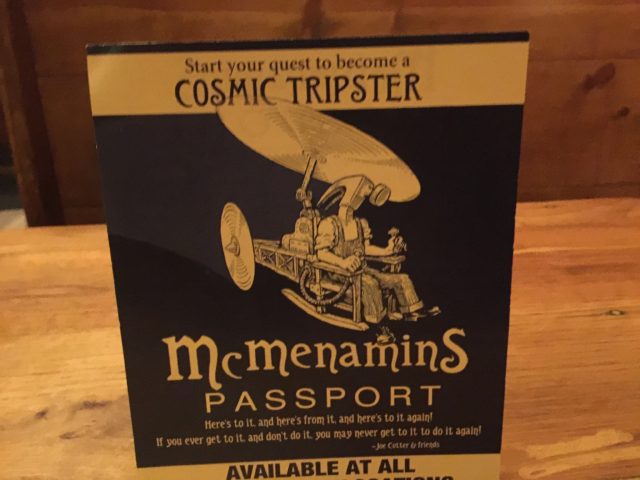 Start your quest to become a
COSMIC TRIPSTER
McMenaminS
PASSPORT
Here's to it, and here's from it, and here's to it again!
If you ever get to it, and don't do it, you may never get to it to do it again!
~Joe Cotter & friends
AVAILABLE AT ALL